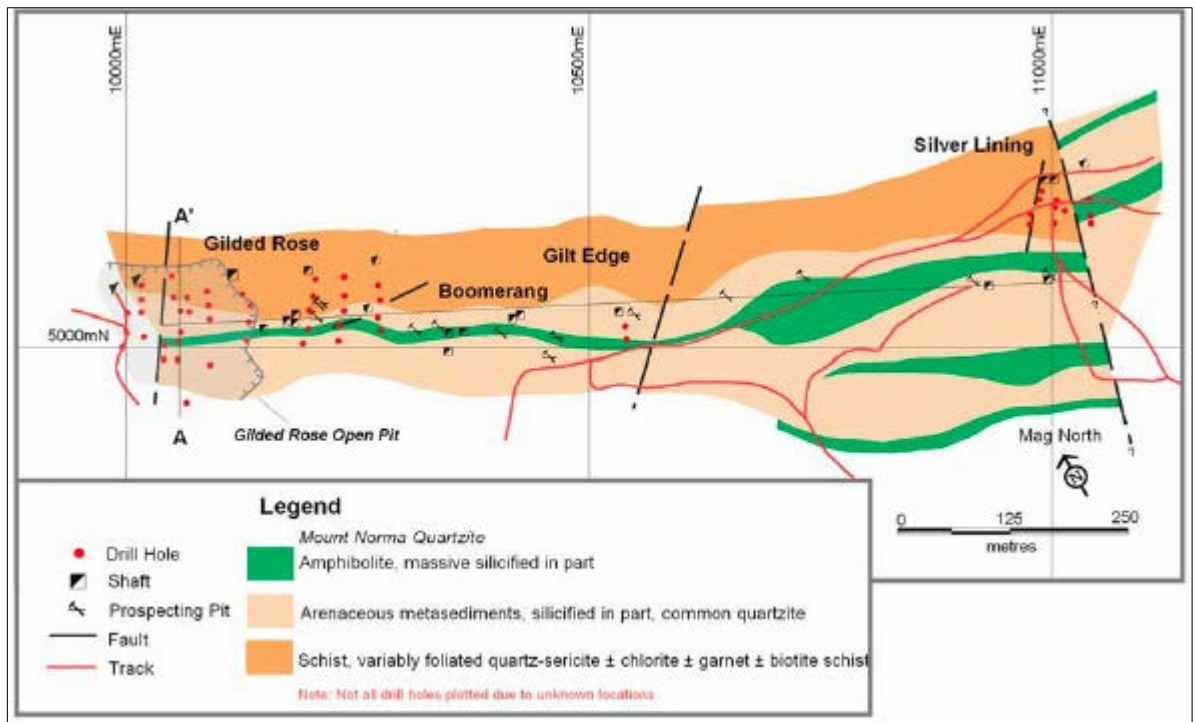 10000mE
10500mE
11000mE
Silver Lining
A'
Gilded Rose
Gilt Edge
Boomerang
5000mN
A
Gilded Rose Open Pit
Mag North
N
0 125 250
metres
Legend
Mount Norma Quartzite
Drill Hole
Amphibolite, massive silicified in part
Shaft
Prospecting Pit
Arenaceous metasediments, silicified in part, common quartzite
Fault
Track
Schist, variably foliated quartz-sericite ± chlorite ± garnet ± biotite schist
Note: Not all drill holes plotted due to unknown locations
? 
?
?
?
?